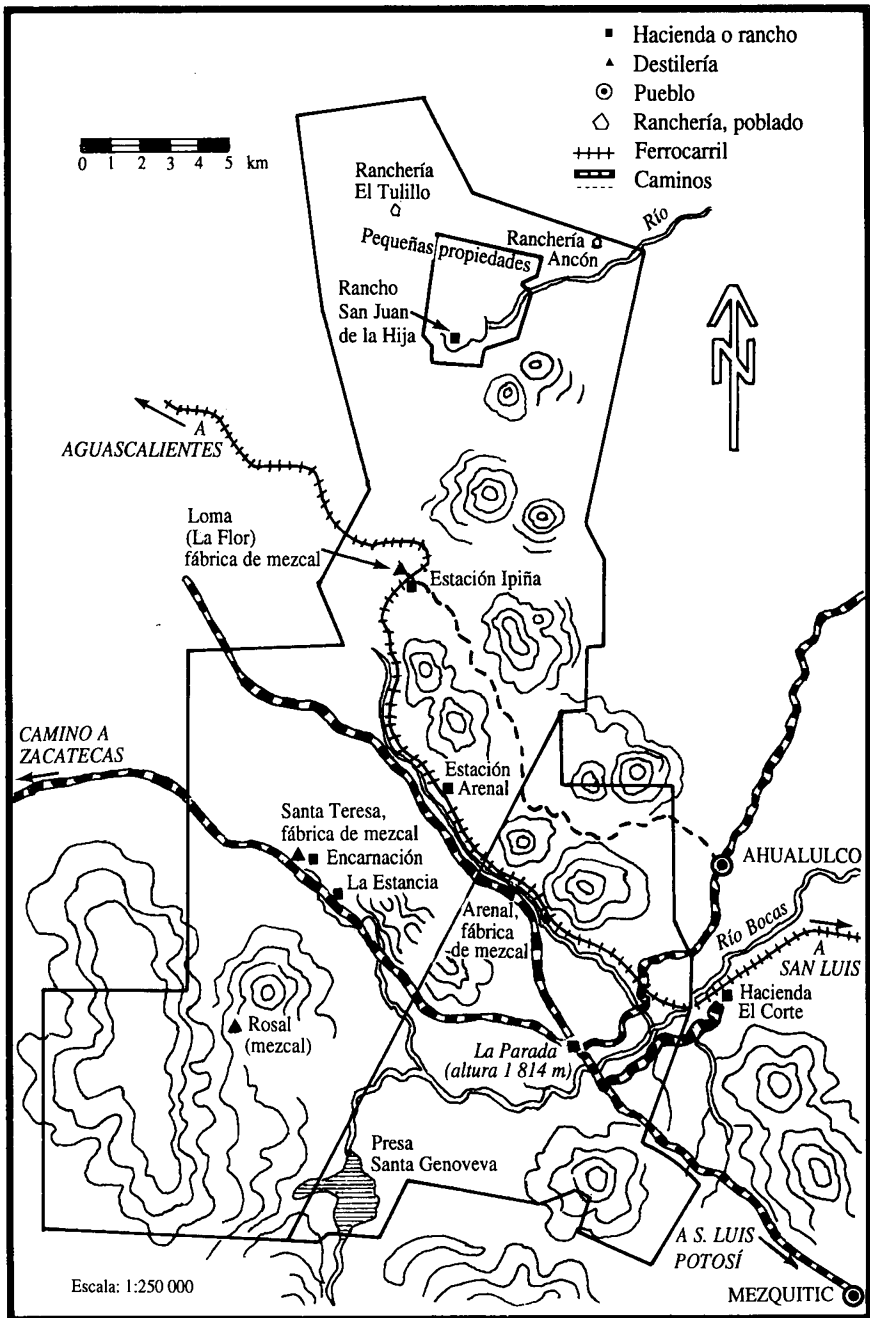 Hacienda o rancho
Destilería
Pueblo
Ranchería, poblado
Ferrocarril
Caminos
0 1 2 3 4 5 km
Ranchería
El Tulillo
Río
Pequeñas propiedades
Ranchería
Ancón
Rancho
San Juan
de la Hija
N
A
AGUASCALIENTES
Loma
(La Flor)
fábrica de mezcal
Estación Ipiña
CAMINO A
ZACATECAS
Estación
Arenal
Santa Teresa,
fábrica de mezcal
Encarnación
La Estancia
AHUALULCO
Arenal,
fábrica
de mezcal
Río Bocas
A
SAN LUIS
Hacienda
El Corte
Rosal
(mezcal)
La Parada
(altura 1 814 m)
Presa
Santa Genoveva
A S. LUIS
POTOSÍ
Escala: 1:250 000
MEZQUITIC